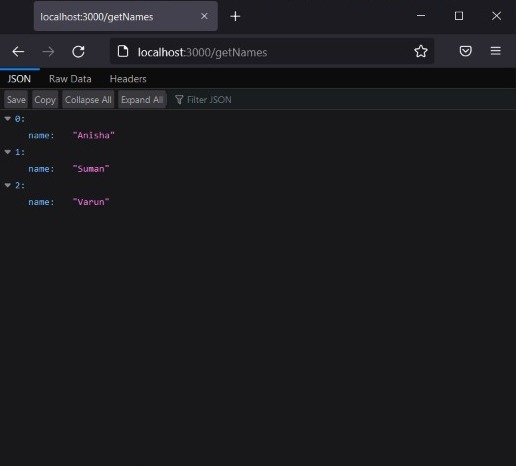 localhost:3000/getNames
localhost:3000/getNames
JSON Raw Data Headers
Save Copy Collapse All Expand All Filter JSON
0:
name: "Anisha"
1:
name: "Suman"
2:
name: "Varun"